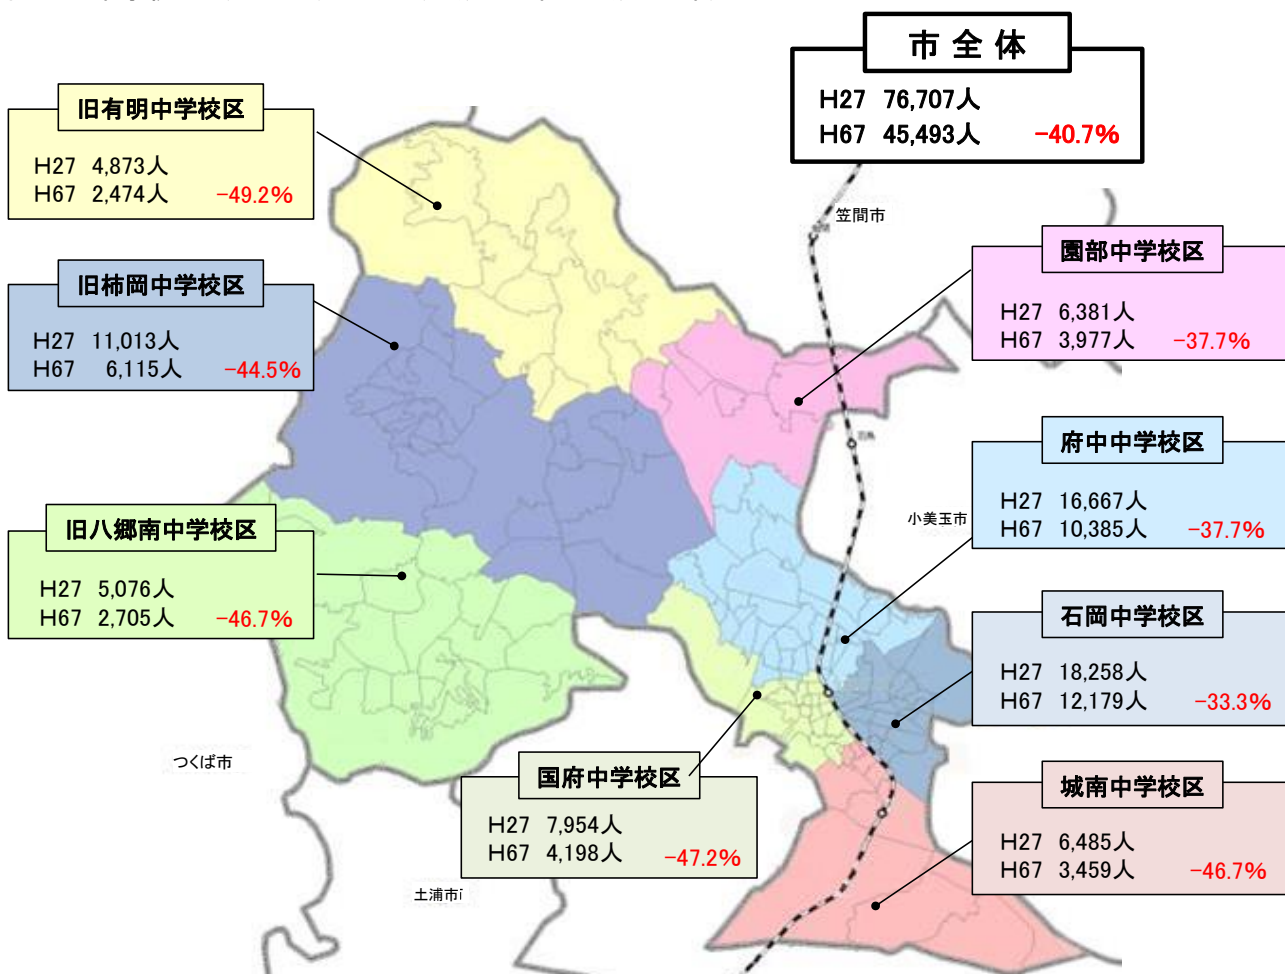 市全体
H27 76,707人
H67 45,493人 -40.7%
旧有明中学校区
H27 4,873人
H67 2,474人 -49.2%
笠間市
園部中学校区
H27 6,381人
H67 3,977人 -37.7%
旧柿岡中学校区
H27 11,013人
H67 6,115人 -44.5%
府中中学校区
H27 16,667人
H67 10,385人 -37.7%
小美玉市
旧八郷南中学校区
H27 5,076人
H67 2,705人 -46.7%
石岡中学校区
H27 18,258人
H67 12,179人 -33.3%
つくば市
国府中学校区
H27 7,954人
H67 4,198人 -47.2%
城南中学校区
H27 6,485人
H67 3,459人 -46.7%
土浦市